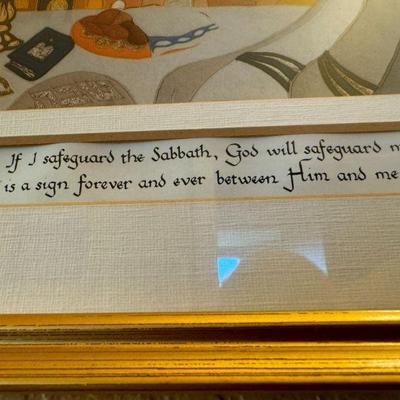 If I safeguard the Sabbath, God will safeguard
is a sign forever and ever between Him and me